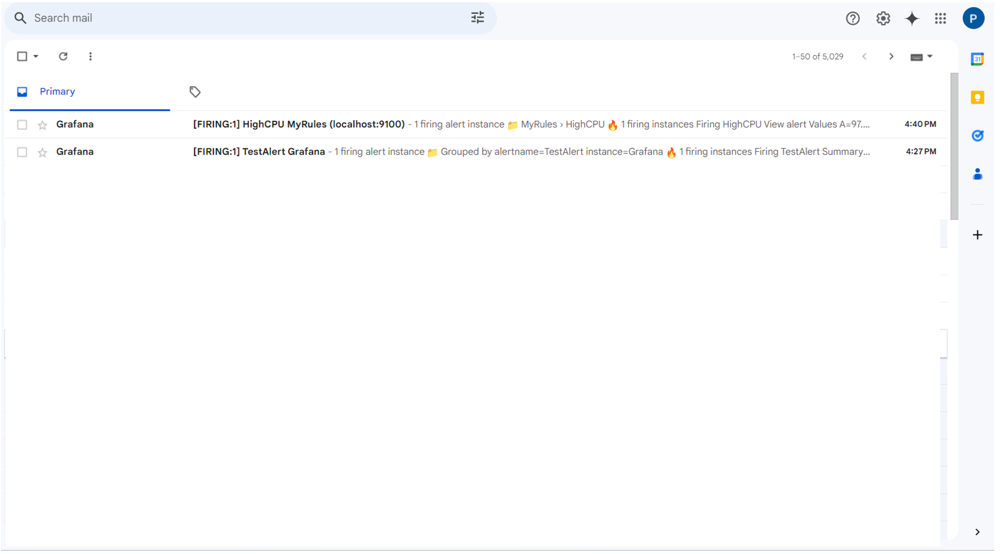 Search mail
P
1–50 of 5,029
31
Primary
Grafana [FIRING:1] HighCPU MyRules (localhost:9100) - 1 firing alert instance 📁 MyRules › HighCPU 🔥 1 firing instances Firing HighCPU View alert Values A=97.... 4:40 PM
Grafana [FIRING:1] TestAlert Grafana - 1 firing alert instance 📁 Grouped by alertname=TestAlert instance=Grafana 🔥 1 firing instances Firing TestAlert Summary... 4:27 PM